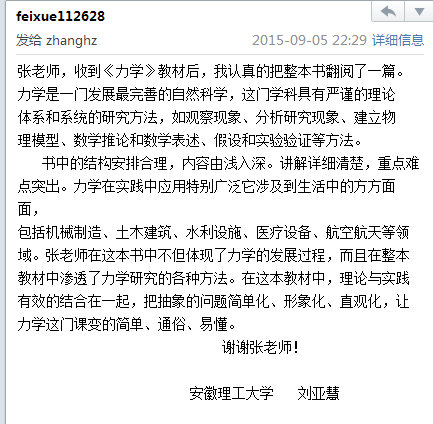 feixue112628
发给 zhanghz
2015-09-05 22:29 详细信息
张老师，收到《力学》教材后，我认真的把整本书翻阅了一篇。
力学是一门发展最完善的自然科学，这门学科具有严谨的理论
体系和系统的研究方法，如观察现象、分析研究现象、建立物
理模型、数学推论和数学表述、假设和实验验证等方法。
书中的结构安排合理，内容由浅入深。讲解详细清楚，重点难
点突出。力学在实践中应用特别广泛它涉及到生活中的方方面
面，
包括机械制造、土木建筑、水利设施、医疗设备、航空航天等领
域。张老师在这本书中不但体现了力学的发展过程，而且在整本
教材中渗透了力学研究的各种方法。在这本教材中，理论与实践
有效的结合在一起，把抽象的问题简单化、形象化、直观化，让
力学这门课变的简单、通俗、易懂。
谢谢张老师！
安徽理工大学 刘亚慧